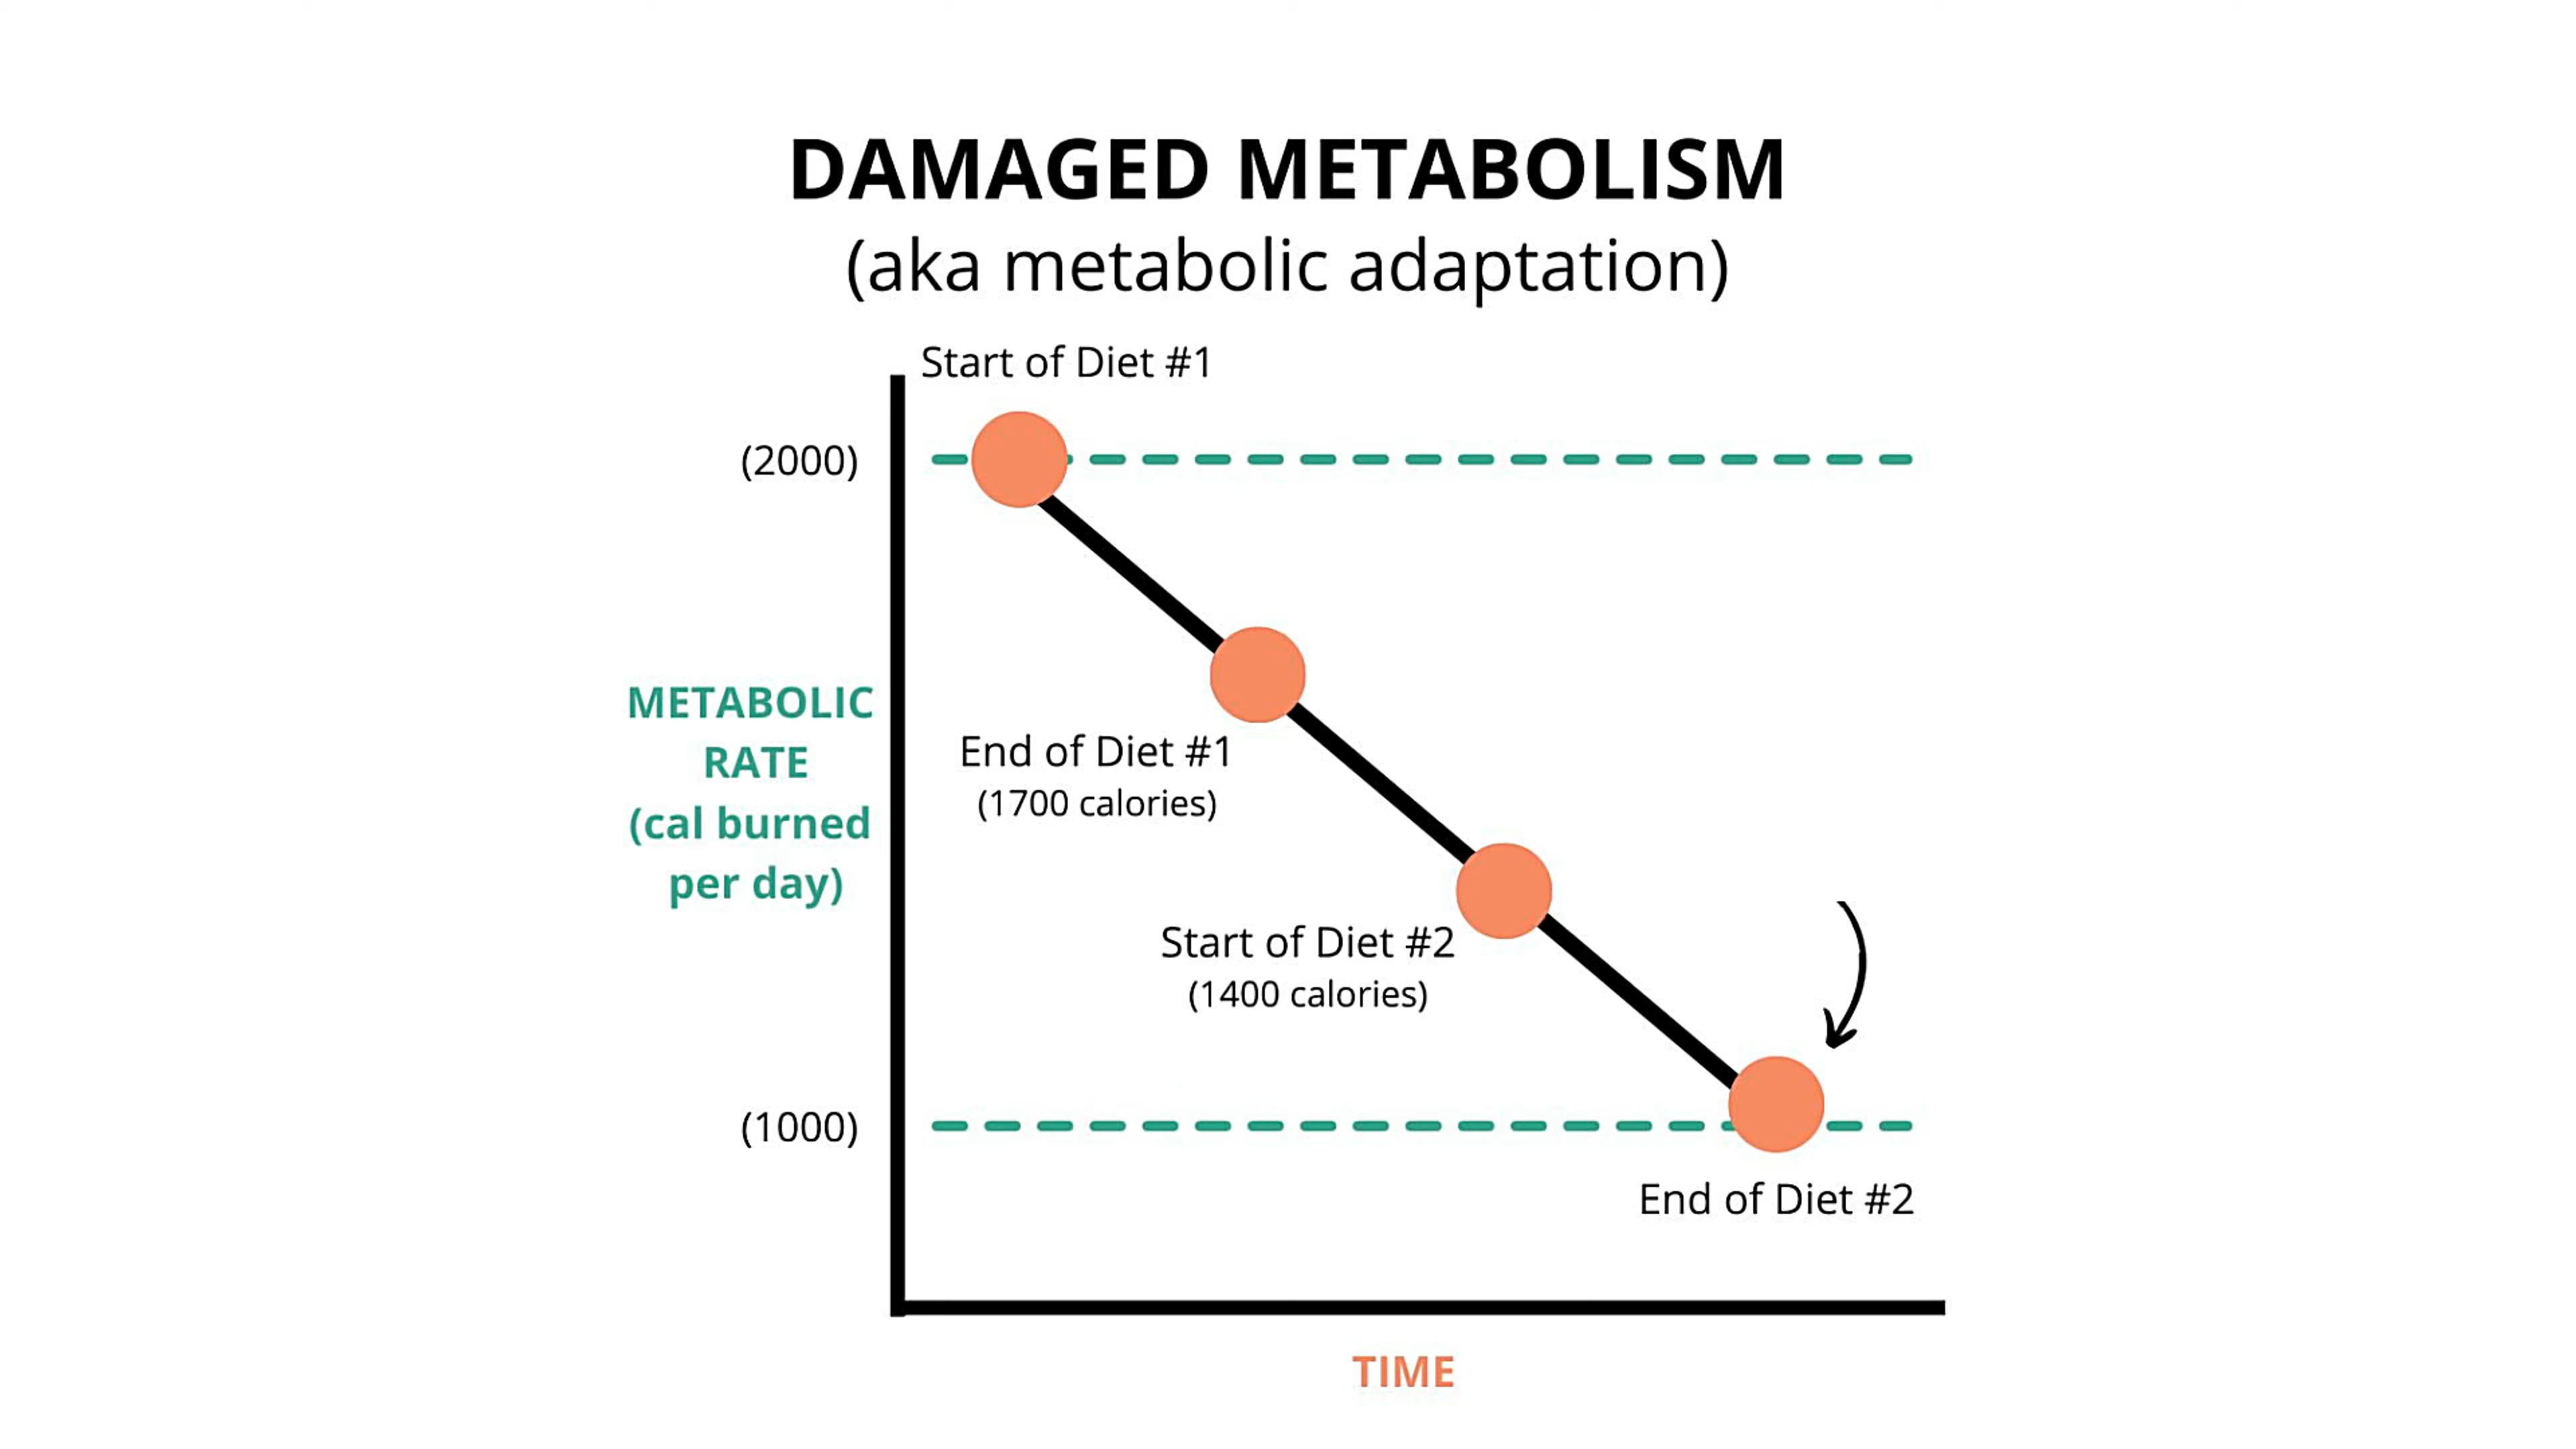 DAMAGED METABOLISM
(aka metabolic adaptation)
Start of Diet #1
(2000)
METABOLIC
RATE
(cal burned
per day)
End of Diet #1
(1700 calories)
Start of Diet #2
(1400 calories)
(1000)
End of Diet #2
TIME